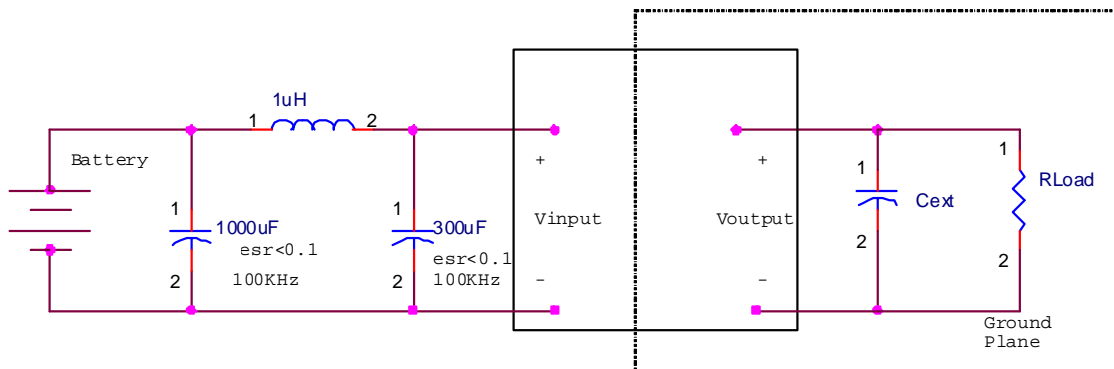 1uH
1
2
Battery
1
1000uF
esr<0.1
100KHz
2
1
300uF
esr<0.1
100KHz
2
+
Vinput
-
+
Voutput
-
1
Cext
2
1
RLoad
2
Ground
Plane